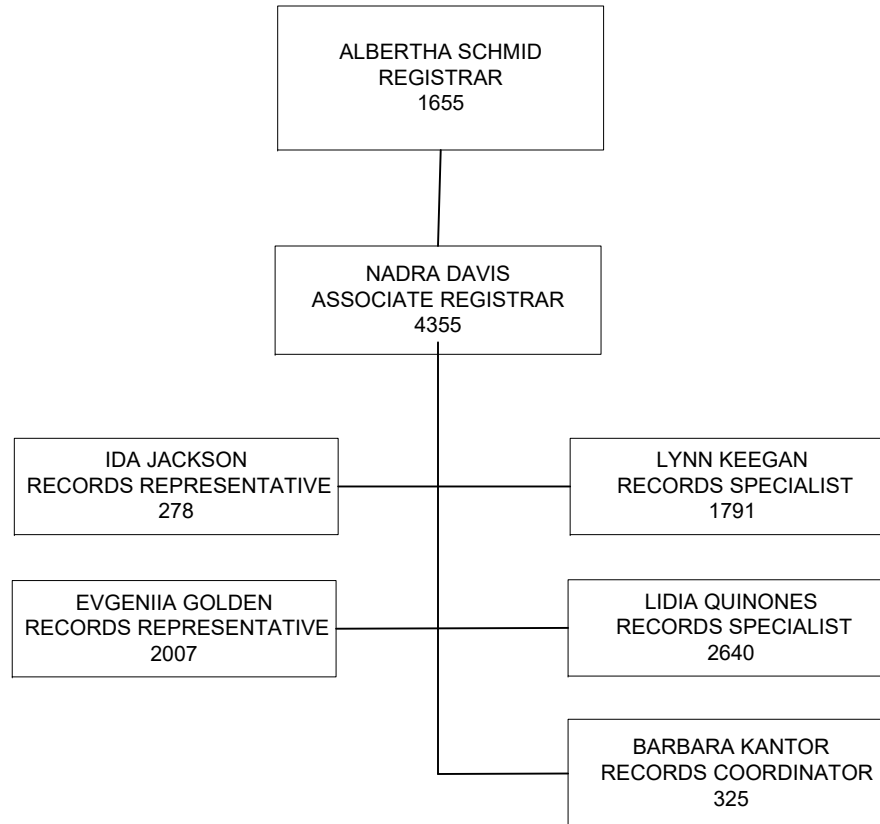 ALBERTHA SCHMID
REGISTRAR
1655
NADRA DAVIS
ASSOCIATE REGISTRAR
4355
IDA JACKSON
RECORDS REPRESENTATIVE
278
LYNN KEEGAN
RECORDS SPECIALIST
1791
EVGENIIA GOLDEN
RECORDS REPRESENTATIVE
2007
LIDIA QUINONES
RECORDS SPECIALIST
2640
BARBARA KANTOR
RECORDS COORDINATOR
325